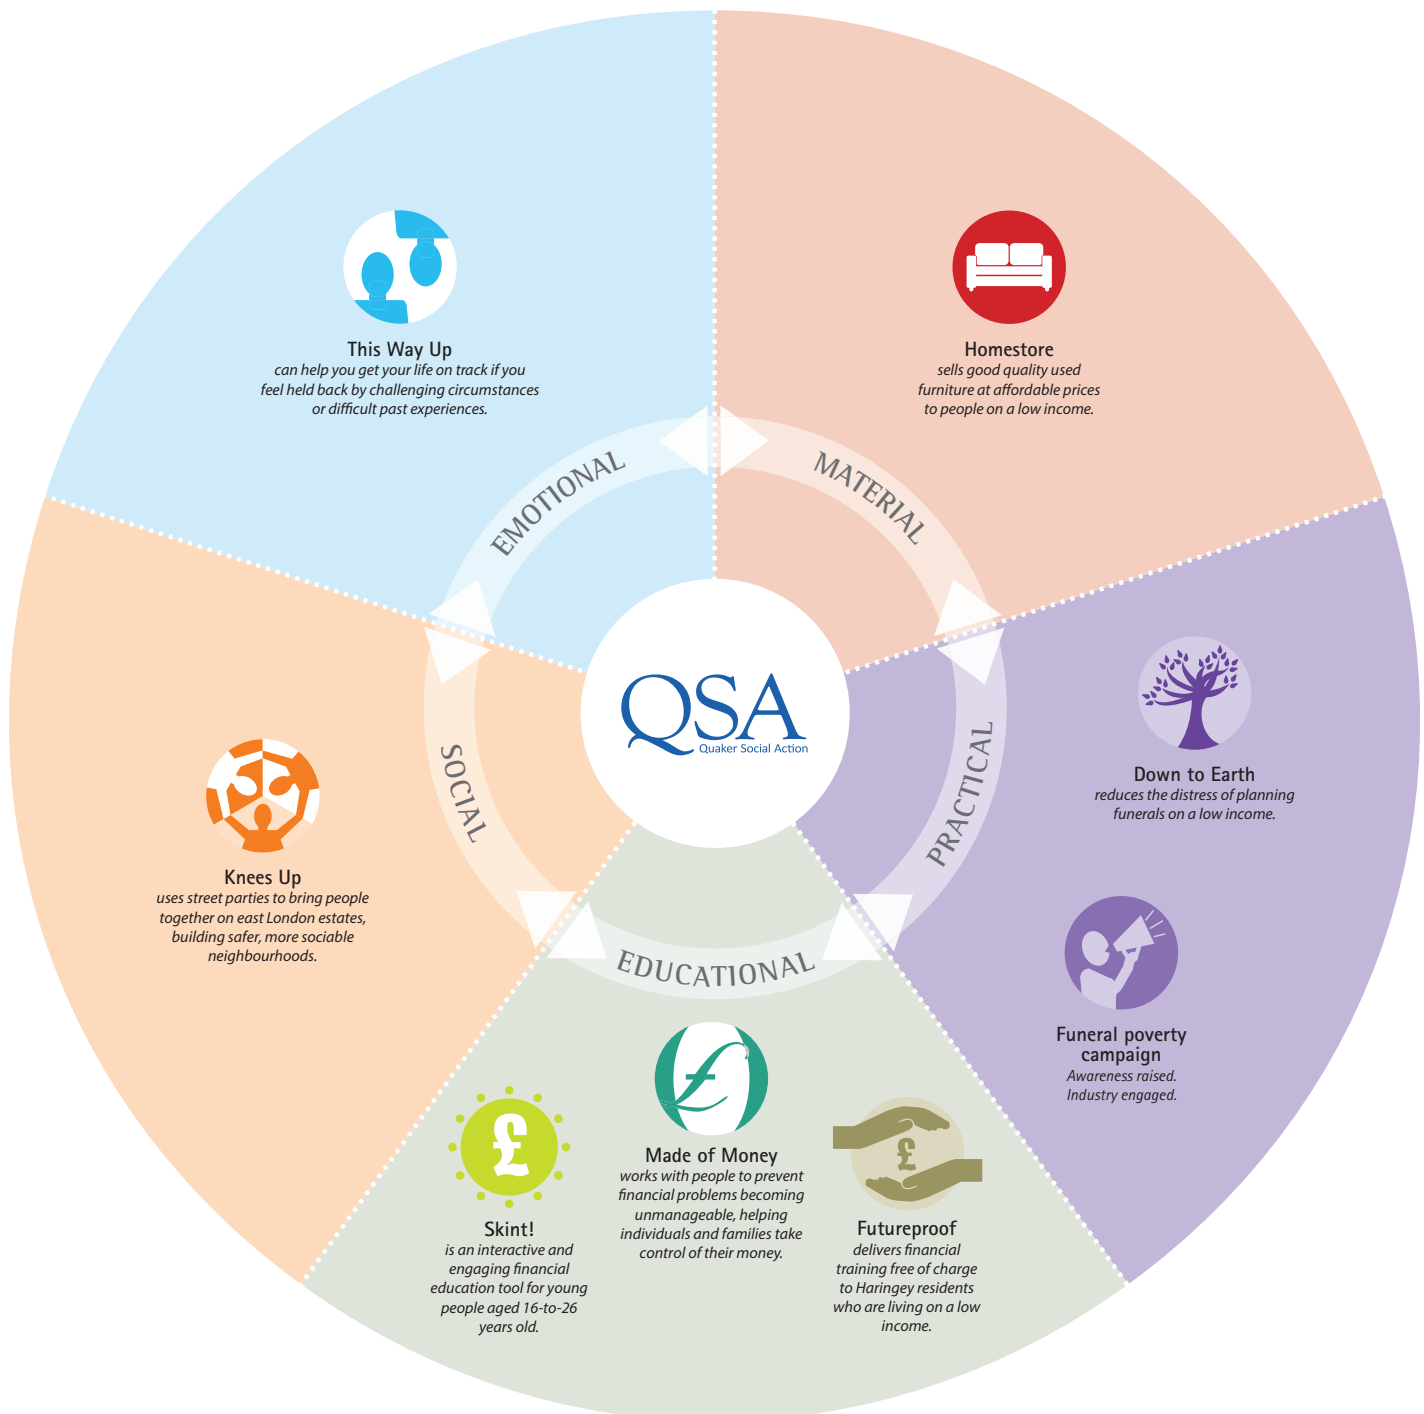 This Way Up
can help you get your life on track if you
feel held back by challenging circumstances
or difficult past experiences.
Homestore
sells good quality used
furniture at affordable prices
to people on a low income.
EMOTIONAL
MATERIAL
QSA
Quaker Social Action
SOCIAL
PRACTICAL
EDUCATIONAL
Down to Earth
reduces the distress of planning
funerals on a low income.
Knees Up
uses street parties to bring people
together on east London estates,
building safer, more sociable
neighbourhoods.
Funeral poverty
campaign
Awareness raised.
Industry engaged.
£
Skint!
is an interactive and
engaging financial
education tool for young
people aged 16-to-26
years old.
£
Made of Money
works with people to prevent
financial problems becoming
unmanageable, helping
individuals and families take
control of their money.
£
Futureproof
delivers financial
training free of charge
to Haringey residents
who are living on a low
income.